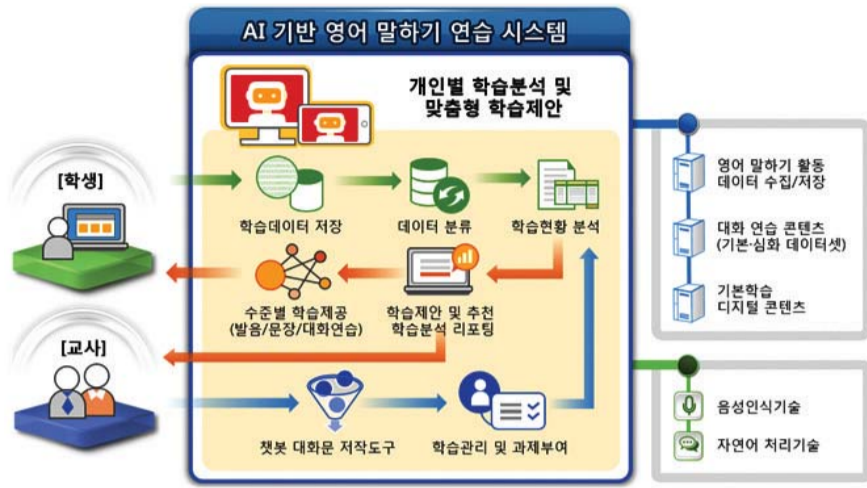 AI 기반 영어 말하기 연습 시스템
개인별 학습분석 및
맞춤형 학습제안
[학생]
학습데이터 저장
데이터 분류
학습현황 분석
수준별 학습제공
(발음/문장/대화연습)
학습제안 및 추천
학습분석 리포팅
[교사]
챗봇 대화문 저작도구
학습관리 및 과제부여
영어 말하기 활동
데이터 수집/저장
대화 연습 콘텐츠
(기본·심화 데이터셋)
기본학습
디지털 콘텐츠
음성인식기술
자연어 처리기술